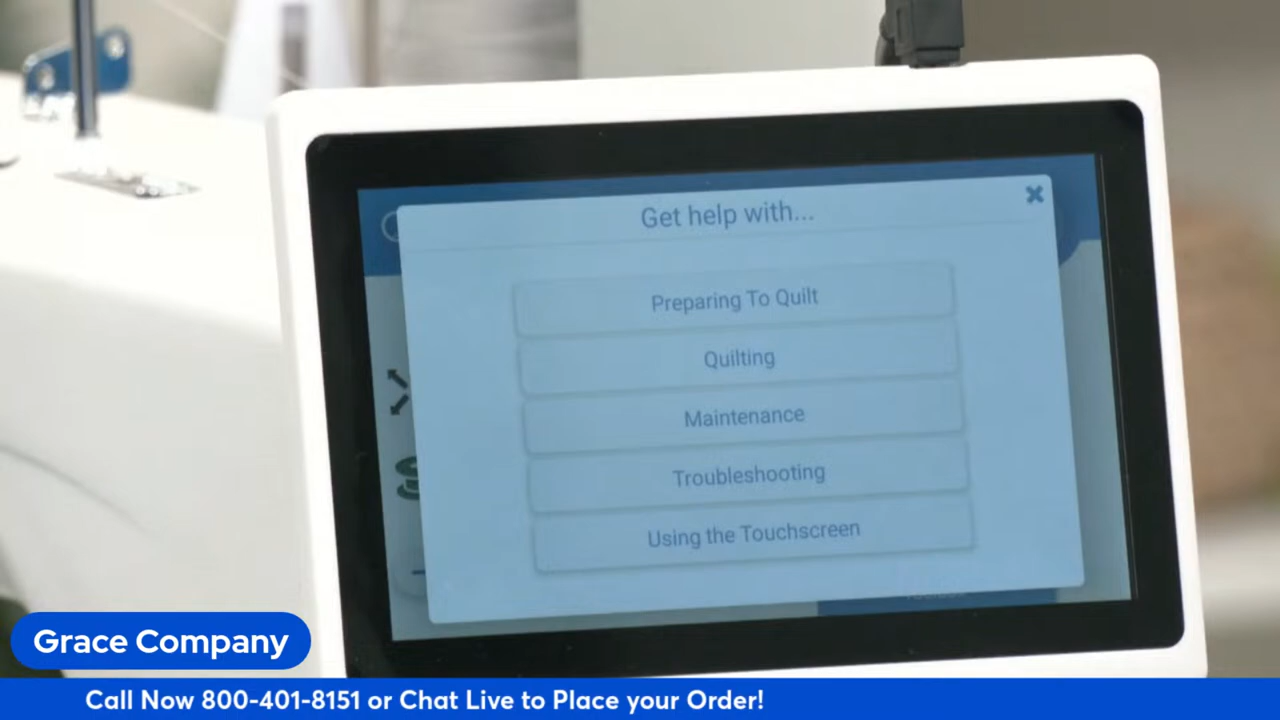 Get help with...
Preparing To Quilt
Quilting
Maintenance
Troubleshooting
Using the Touchscreen
Grace Company
Call Now 800-401-8151 or Chat Live to Place your Order!